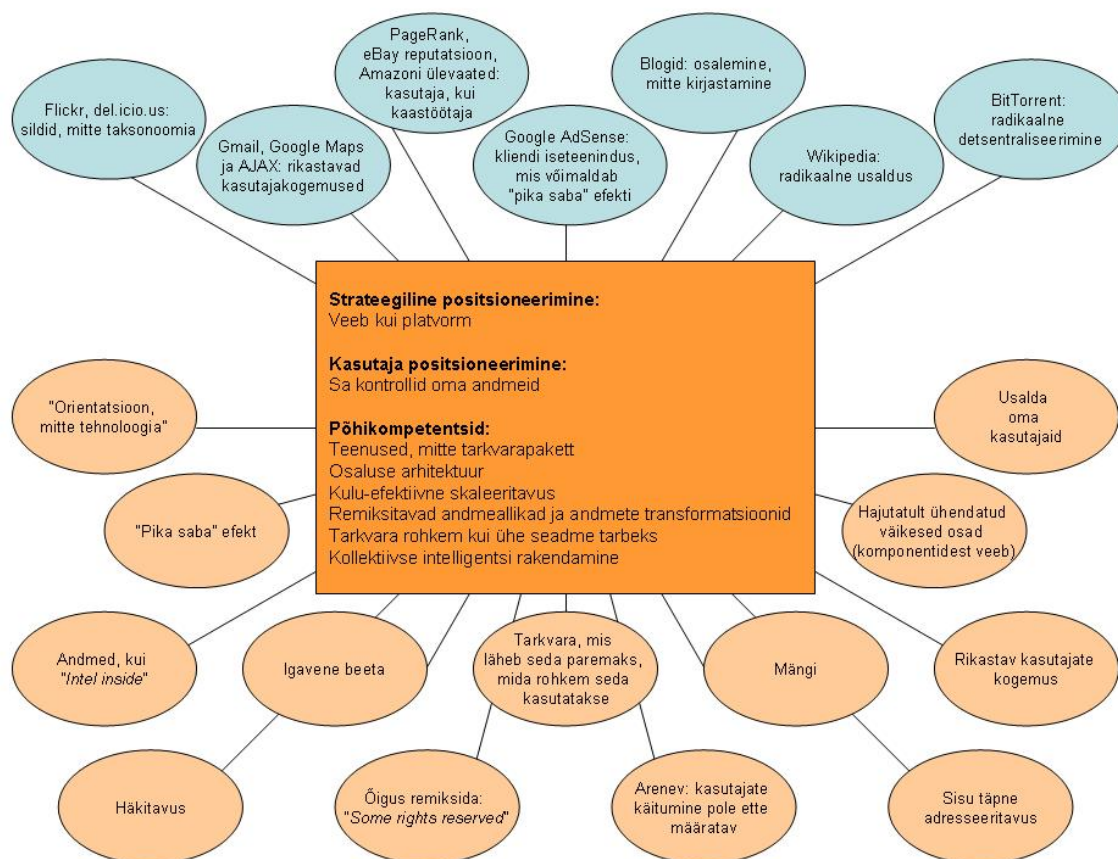 PageRank,
eBay reputatsioon,
Amazoni ülevaated:
kasutaja, kui
kaastöötaja
Blogid: osalemine,
mitte kirjastamine
Flickr, del.icio.us:
sildid, mitte taksonoomia
BitTorrent:
radikaalne
detsentraliseerimine
Gmail, Google Maps
ja AJAX: rikastavad
kasutajakogemused
Google AdSense:
kliendi iseteenindus,
mis võimaldab
"pika saba" efekti
Wikipedia:
radikaalne usaldus
Strateegiline positsioneerimine:
Veeb kui platvorm
Kasutaja positsioneerimine:
Sa kontrollid oma andmeid
Põhikompetentsid:
Teenused, mitte tarkvarapakett
Osaluse arhitektuur
Kulu-efektiivne skaleeritavus
Remiksitavad andmeallikad ja andmete transformatsioonid
Tarkvara rohkem kui ühe seadme tarbeks
Kollektiivse intelligentsi rakendamine
"Orientatsioon,
mitte tehnoloogia"
Usalda
oma
kasutajaid
"Pika saba" efekt
Hajutatult ühendatud
väikesed osad
(komponentidest veeb)
Andmed, kui
"Intel inside"
Igavene beeta
Tarkvara, mis
läheb seda paremaks,
mida rohkem seda
kasutatakse
Mängi
Rikastav kasutajate
kogemus
Häkitavus
Õigus remiksida:
"Some rights reserved"
Arenev: kasutajate
käitumine pole ette
määratav
Sisu täpne
adresseeritavus